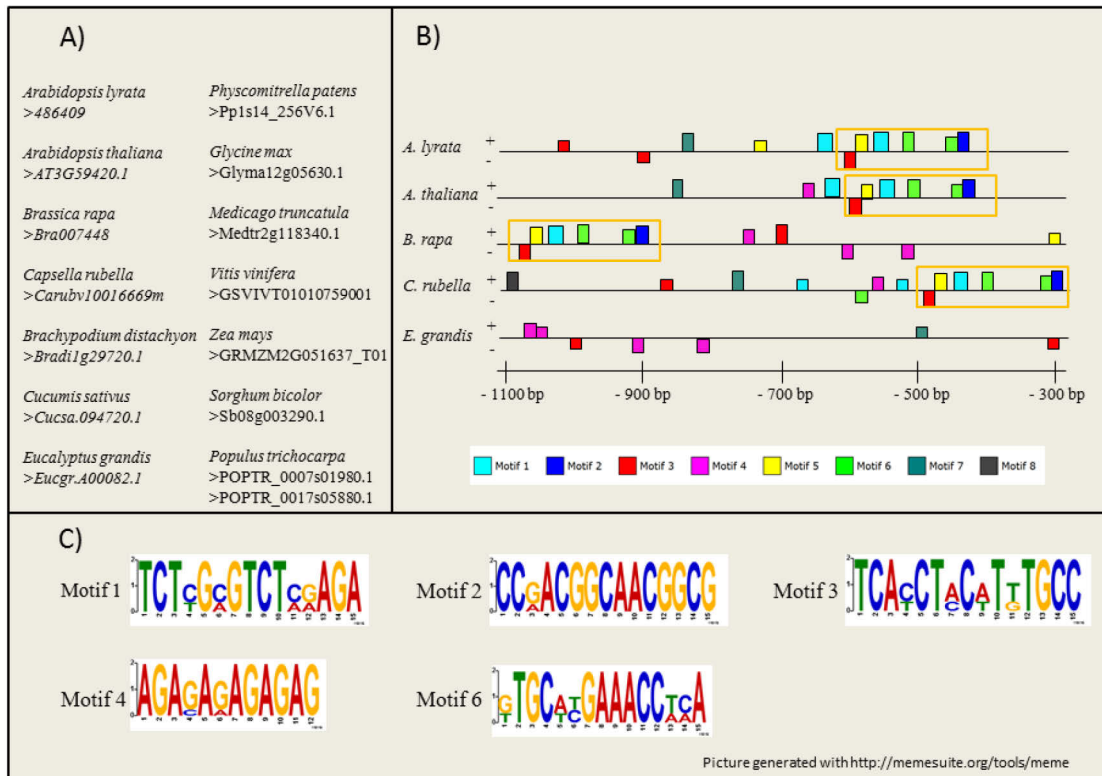 A)
Arabidopsis lyrata
>486409
Physcomitrella patens
>Pp1s14_256V6.1
Arabidopsis thaliana
>AT3G59420.1
Glycine max
>Glyma12g05630.1
Brassica rapa
>Bra007448
Medicago truncatula
>Medtr2g118340.1
Capsella rubella
>Carubv10016669m
Vitis vinifera
>GSVIVT01010759001
Brachypodium distachyon
>Bradi1g29720.1
Zea mays
>GRMZM2G051637_T01
Cucumis sativus
>Cucsa.094720.1
Sorghum bicolor
>Sb08g003290.1
Eucalyptus grandis
>Eucgr.A00082.1
Populus trichocarpa
>POPTR_0007s01980.1
>POPTR_0017s05880.1
B)
A. lyrata + -
A. thaliana + -
B. rapa + -
C. rubella + -
E. grandis + -
- 1100 bp - 900 bp - 700 bp - 500 bp - 300 bp
Motif 1 Motif 2 Motif 3 Motif 4 Motif 5 Motif 6 Motif 7 Motif 8
C)
Motif 1 TCTCGCGTCTCGAGA
Motif 2 CCGACGGCAACGGCG
Motif 3 TCACCTACATTTGCC
Motif 4 AGAGAGAGAGAG
Motif 6 GTGCATGAAACCTCA
Picture generated with http://memesuite.org/tools/meme